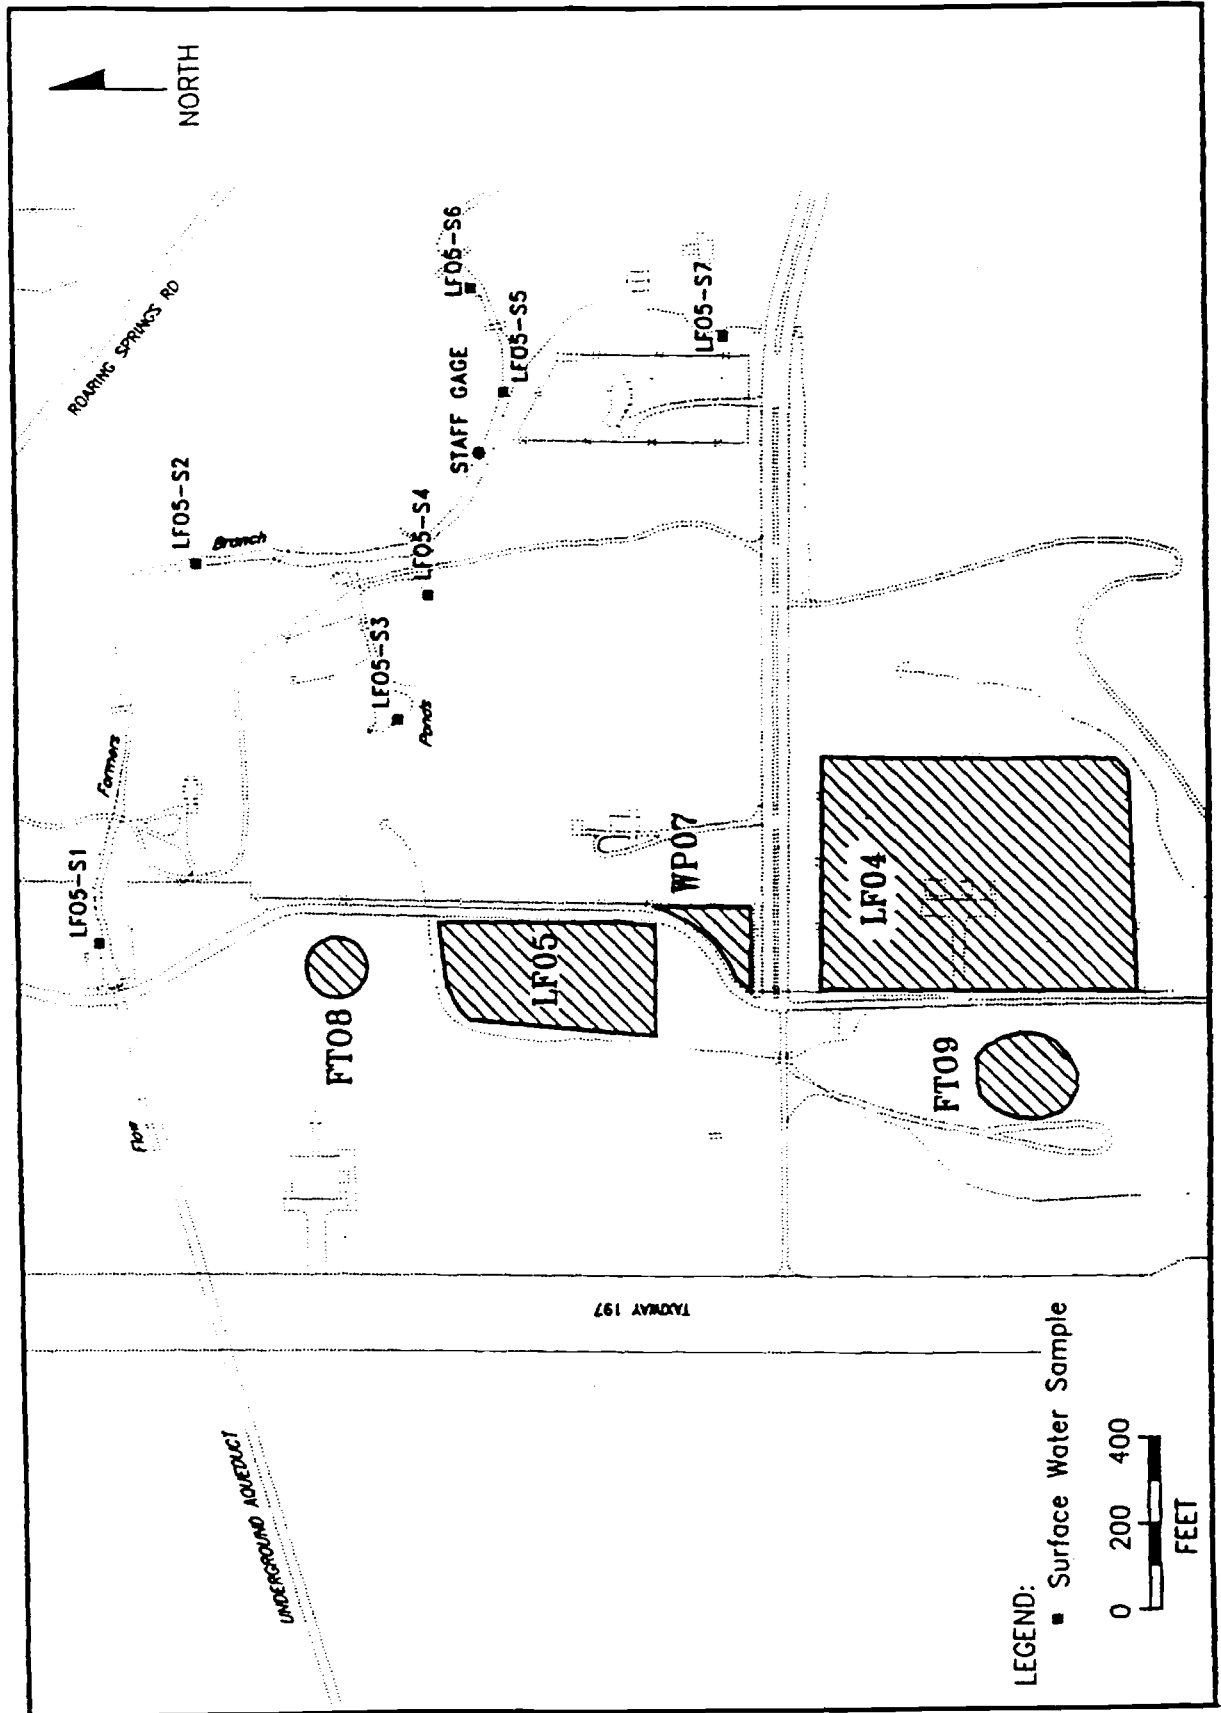 NORTH
ROARING SPRINGS RD
LF05-S1
LF05-S2
Farmers
Branch
LF05-S3
Ponds
LF05-S4
STAFF GAGE
LF05-S5
LF05-S6
LF05-S7
Flow
FT08
LF05
WP07
LF04
FT09
UNDERGROUND AQUEDUCT
TAXIWAY 197
LEGEND:
Surface Water Sample
0 200 400
FEET